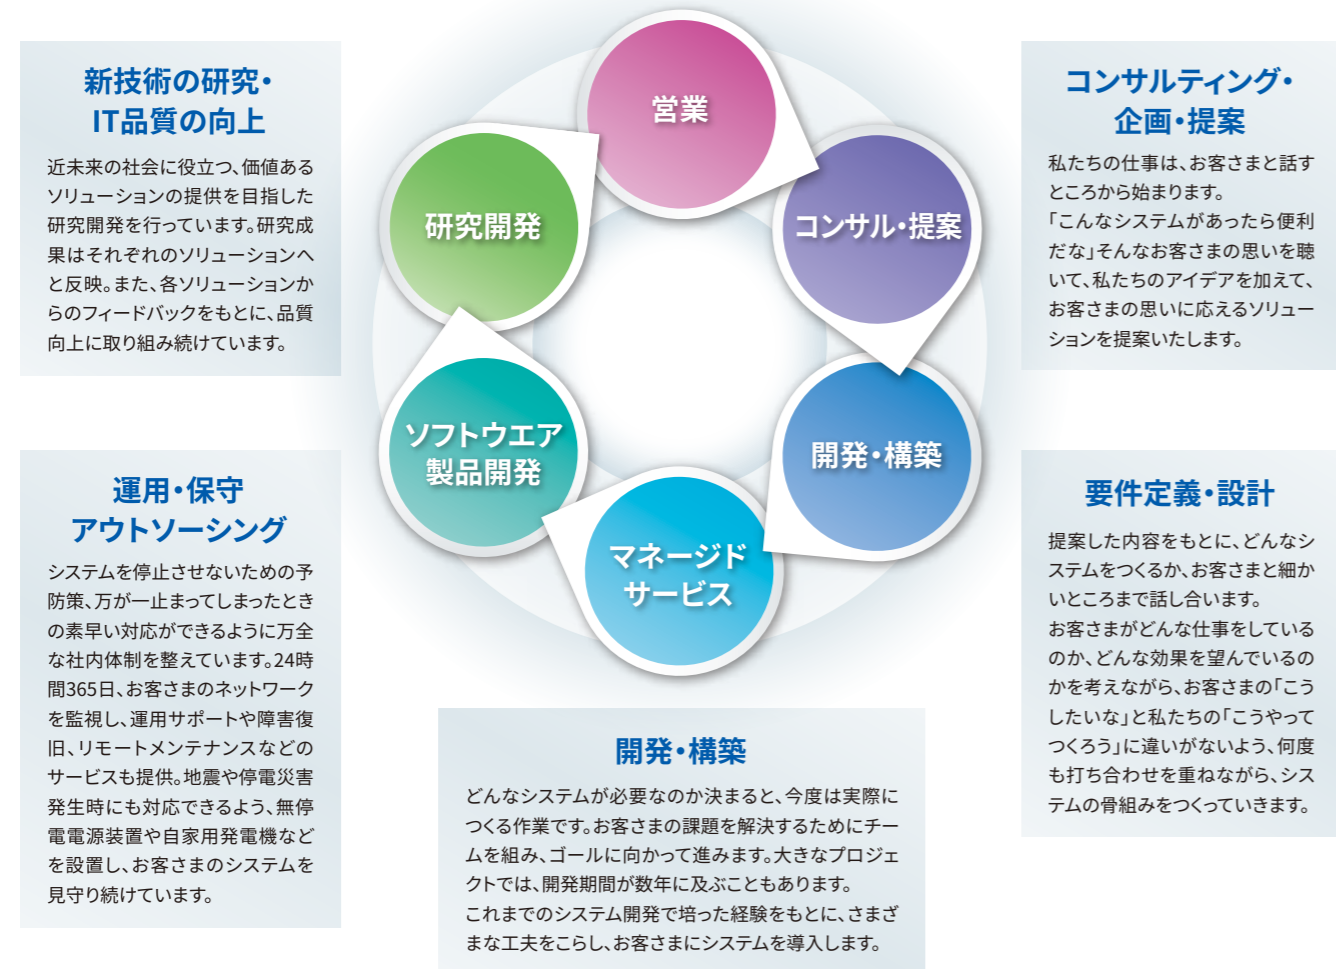 新技術の研究・
IT品質の向上
近未来の社会に役立つ、価値ある
ソリューションの提供を目指した
研究開発を行っています。研究成
果はそれぞれのソリューションへ
と反映。また、各ソリューションか
らのフィードバックをもとに、品質
向上に取り組み続けています。
営業
コンサル・提案
開発・構築
マネージド
サービス
ソフトウエア
製品開発
研究開発
コンサルティング・
企画・提案
私たちの仕事は、お客さまと話す
ところから始まります。
「こんなシステムがあったら便利
だな」そんなお客さまの思いを聴
いて、私たちのアイデアを加えて、
お客さまの思いに応えるソリュー
ションを提案いたします。
運用・保守
アウトソーシング
システムを停止させないための予
防策、万が一止まってしまったとき
の素早い対応ができるように万全
な社内体制を整えています。24時
間365日、お客さまのネットワーク
を監視し、運用サポートや障害復
旧、リモートメンテナンスなどの
サービスも提供。地震や停電災害
発生時にも対応できるよう、無停
電電源装置や自家用発電機など
を設置し、お客さまのシステムを
見守り続けています。
要件定義・設計
提案した内容をもとに、どんなシ
ステムをつくるか、お客さまと細か
いところまで話し合います。
お客さまがどんな仕事をしている
のか、どんな効果を望んでいるの
かを考えながら、お客さまの「こう
したいな」と私たちの「こうやって
つくろう」に違いがないよう、何度
も打ち合わせを重ねながら、シス
テムの骨組みをつくっていきます。
開発・構築
どんなシステムが必要なのか決まると、今度は実際に
つくる作業です。お客さまの課題を解決するためにチー
ムを組み、ゴールに向かって進みます。大きなプロジェ
クトでは、開発期間が数年に及ぶこともあります。
これまでのシステム開発で培った経験をもとに、さまざ
まな工夫をこらし、お客さまにシステムを導入します。